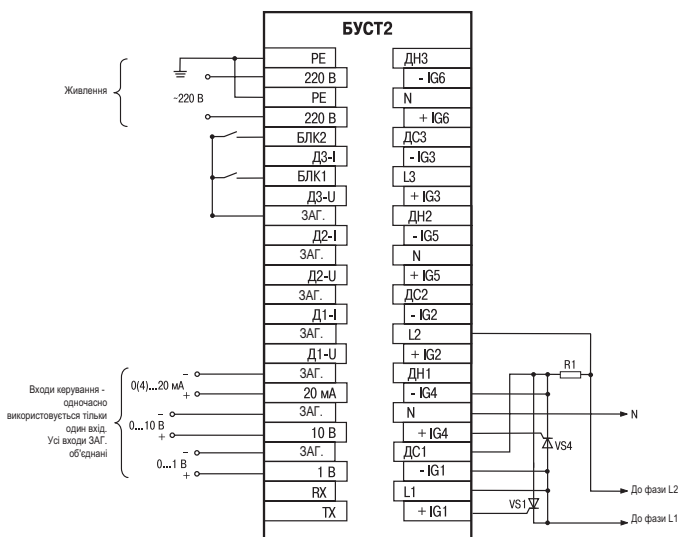 БУСТ2
Живлення
~220 В
PE
220 В
PE
220 В
БЛК2
Д3-I
БЛК1
Д3-U
ЗАГ.
Д2-I
ЗАГ.
Д2-U
ЗАГ.
Д1-I
ЗАГ.
Д1-U
ЗАГ.
20 мА
ЗАГ.
10 В
ЗАГ.
1 В
RX
TX
ДН3
- IG6
N
+ IG6
ДС3
- IG3
L3
+ IG3
ДН2
- IG5
N
+ IG5
ДС2
- IG2
L2
+ IG2
ДН1
- IG4
N
+ IG4
ДС1
- IG1
L1
+ IG1
Входи керування -
одночасно
використовується тільки
один вхід.
Усі входи ЗАГ.
об'єднані
–
0(4)...20 мА
+
–
0...10 В
+
–
0...1 В
+
R1
N
VS4
До фази L2
VS1
До фази L1